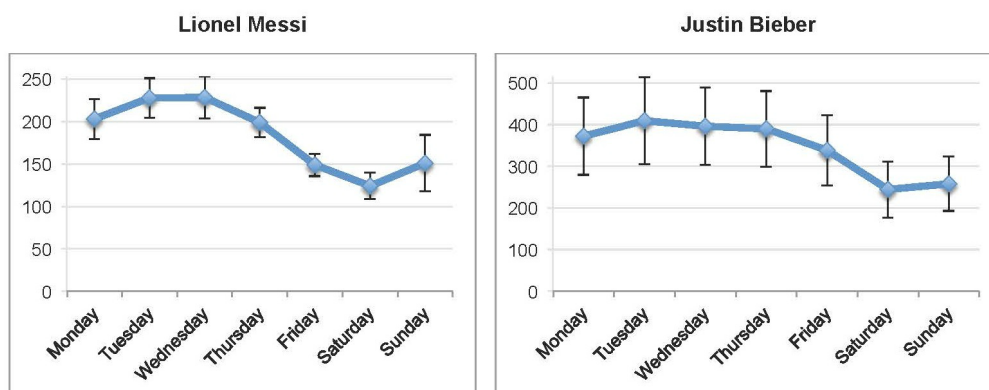 Lionel Messi
250
200
150
100
50
0
Monday
Tuesday
Wednesday
Thursday
Friday
Saturday
Sunday
Justin Bieber
500
400
300
200
100
0
Monday
Tuesday
Wednesday
Thursday
Friday
Saturday
Sunday